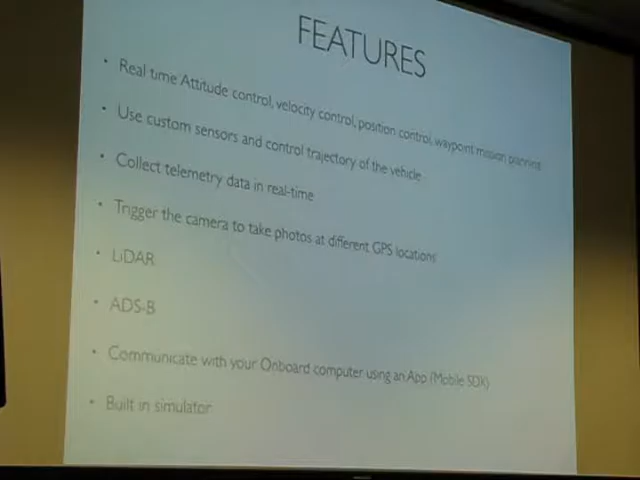 FEATURES
• Real time Attitude control, velocity control, position control, waypoint mission planning
• Use custom sensors and control trajectory of the vehicle
• Collect telemetry data in real-time
• Trigger the camera to take photos at different GPS locations
• LiDAR
• ADS-B
• Communicate with your Onboard computer using an App (Mobile SDK)
• Built in simulator